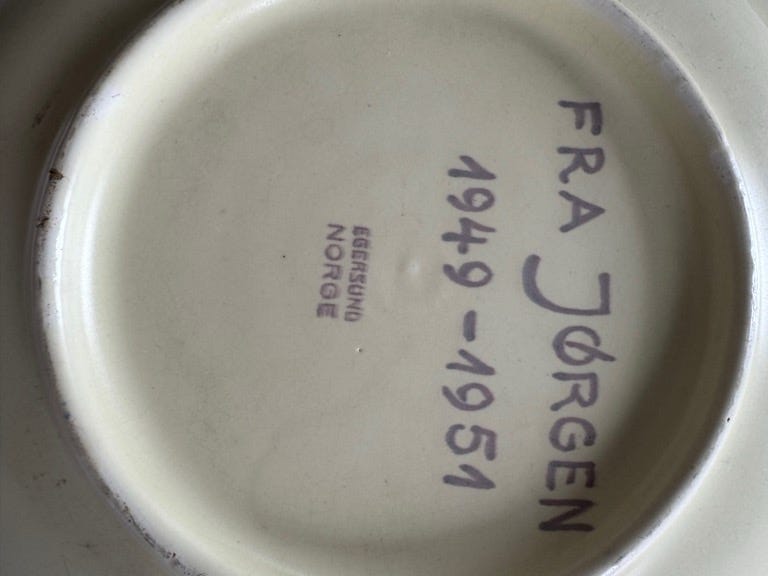 FRA JØRGEN
1949-1951
EGERSUND
NORGE